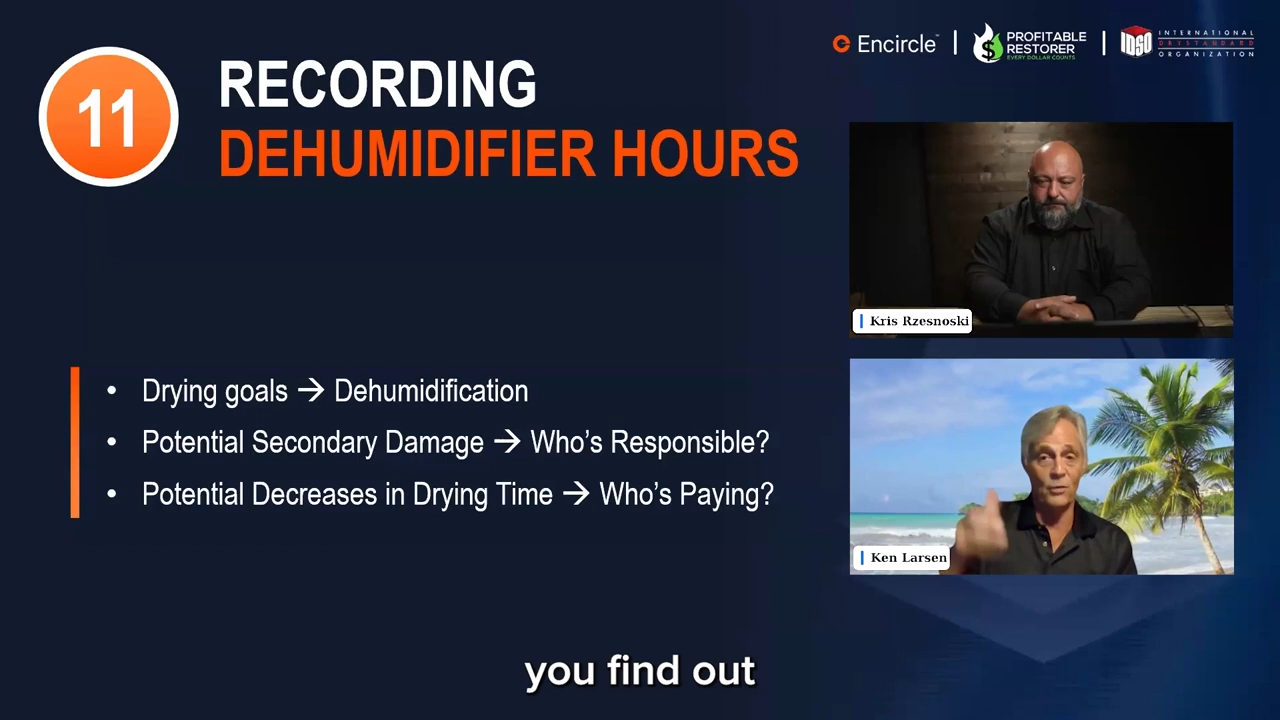 11
RECORDING
DEHUMIDIFIER HOURS
Encircle
PROFITABLE
RESTORER
EVERY DOLLAR COUNTS
IDSO
INTERNATIONAL
DRYSTANDARD
ORGANIZATION
Kris Rzesnoski
• Drying goals → Dehumidification
• Potential Secondary Damage → Who's Responsible?
• Potential Decreases in Drying Time → Who's Paying?
Ken Larsen
you find out